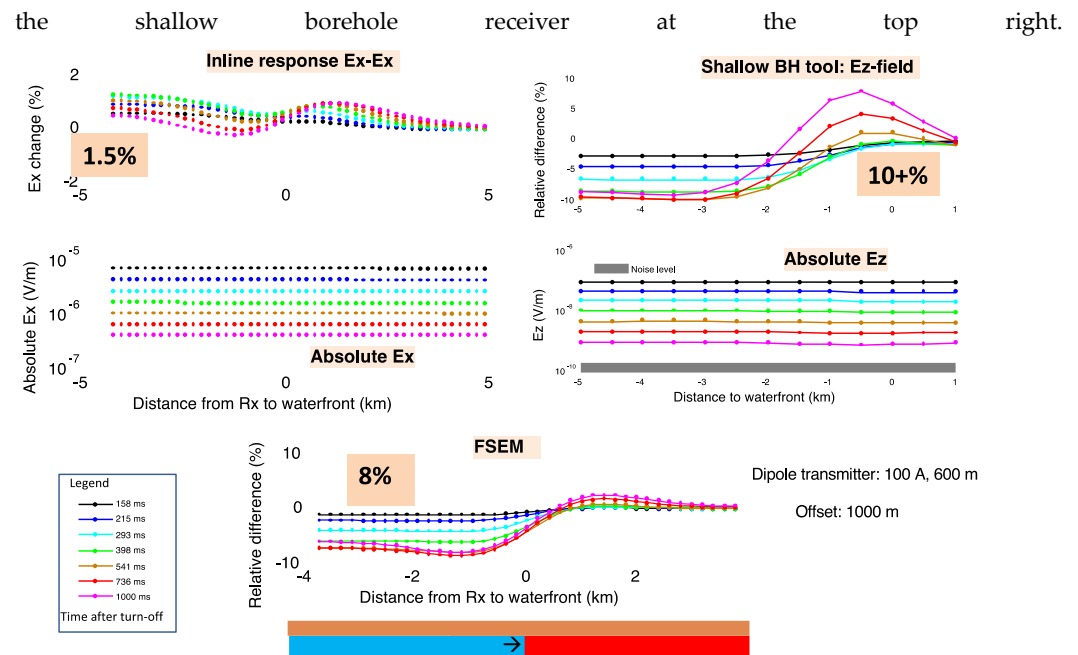 the shallow borehole receiver at the top right.
Inline response Ex-Ex
Ex change (%)
2
0
-2
1.5%
-5 0 5
Shallow BH tool: Ez-field
Relative difference (%)
10
5
0
-5
-10
10+%
-5 -4 -3 -2 -1 0 1
Absolute Ex (V/m)
10-5
10-6
10-7
Absolute Ex
-5 0 5
Distance from Rx to waterfront (km)
Absolute Ez
Noise level
Ez (V/m)
10-6
10-8
10-10
-5 -4 -3 -2 -1 0 1
Distance to waterfront (km)
FSEM
Relative difference (%)
10
0
-10
8%
-4 -2 0 2
Distance from Rx to waterfront (km)
Legend
158 ms
215 ms
293 ms
398 ms
541 ms
736 ms
1000 ms
Time after turn-off
Dipole transmitter: 100 A, 600 m
Offset: 1000 m